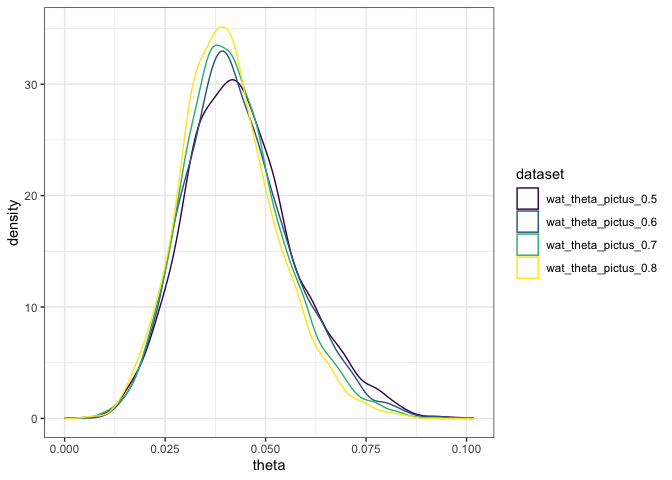 density
30
20
10
0
0.000 0.025 0.050 0.075 0.100
theta
dataset
wat_theta_pictus_0.5
wat_theta_pictus_0.6
wat_theta_pictus_0.7
wat_theta_pictus_0.8